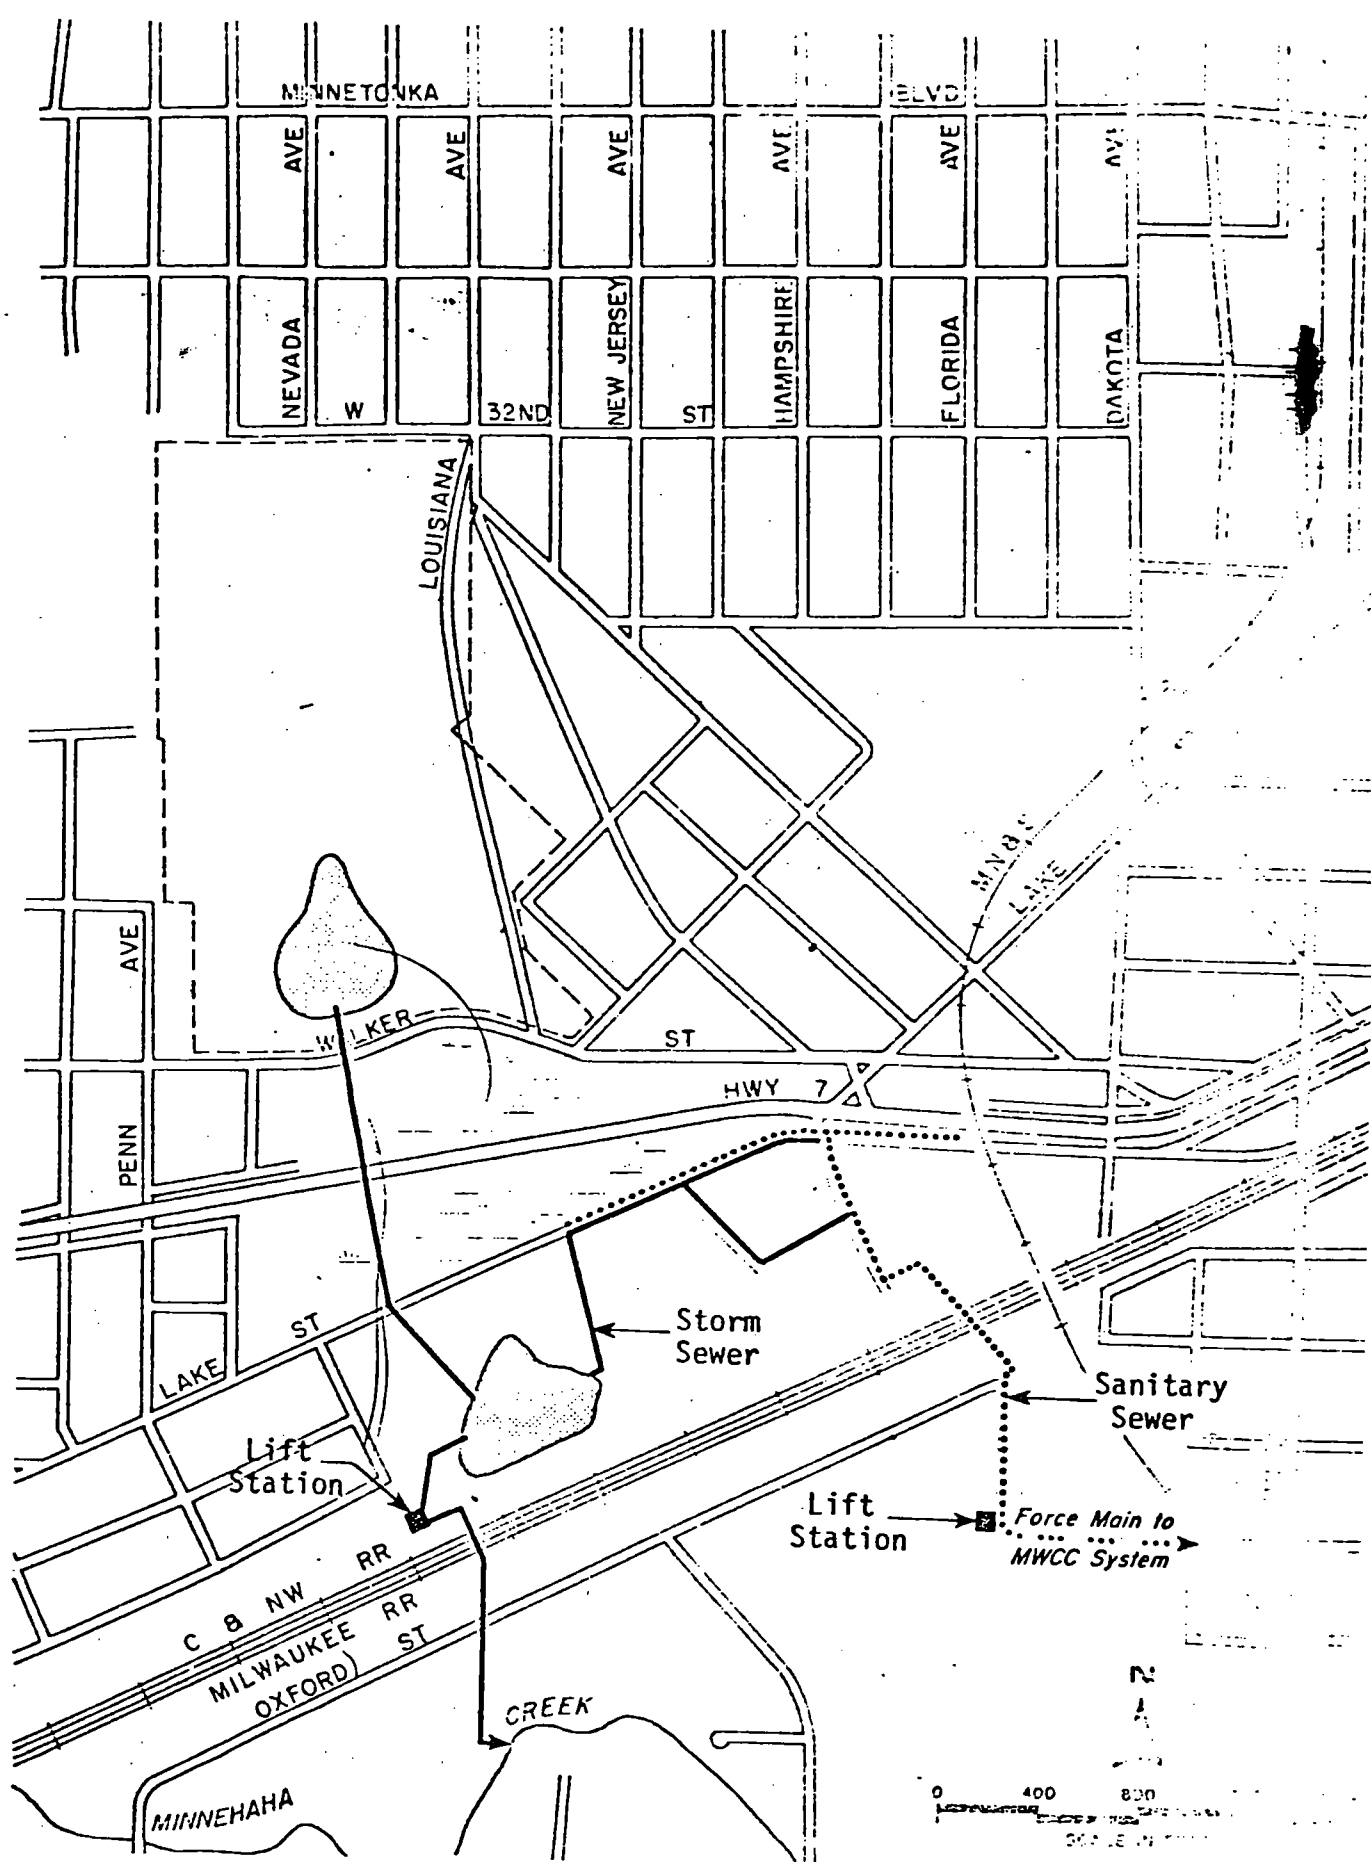 MINNETONKA BLVD
AVE
AVE
AVE
AVE
AVE
AVE
NEVADA
NEW JERSEY
HAMPSHIRE
FLORIDA
DAKOTA
W 32ND ST
LOUISIANA
MN & S
LAKE
AVE
WALKER ST
HWY 7
PENN
Storm
Sewer
LAKE ST
Sanitary
Sewer
Lift
Station
Lift
Station
Force Main to
MWCC System
C & NW RR
MILWAUKEE RR
OXFORD) ST
CREEK
N
0 400 800
MINNEHAHA